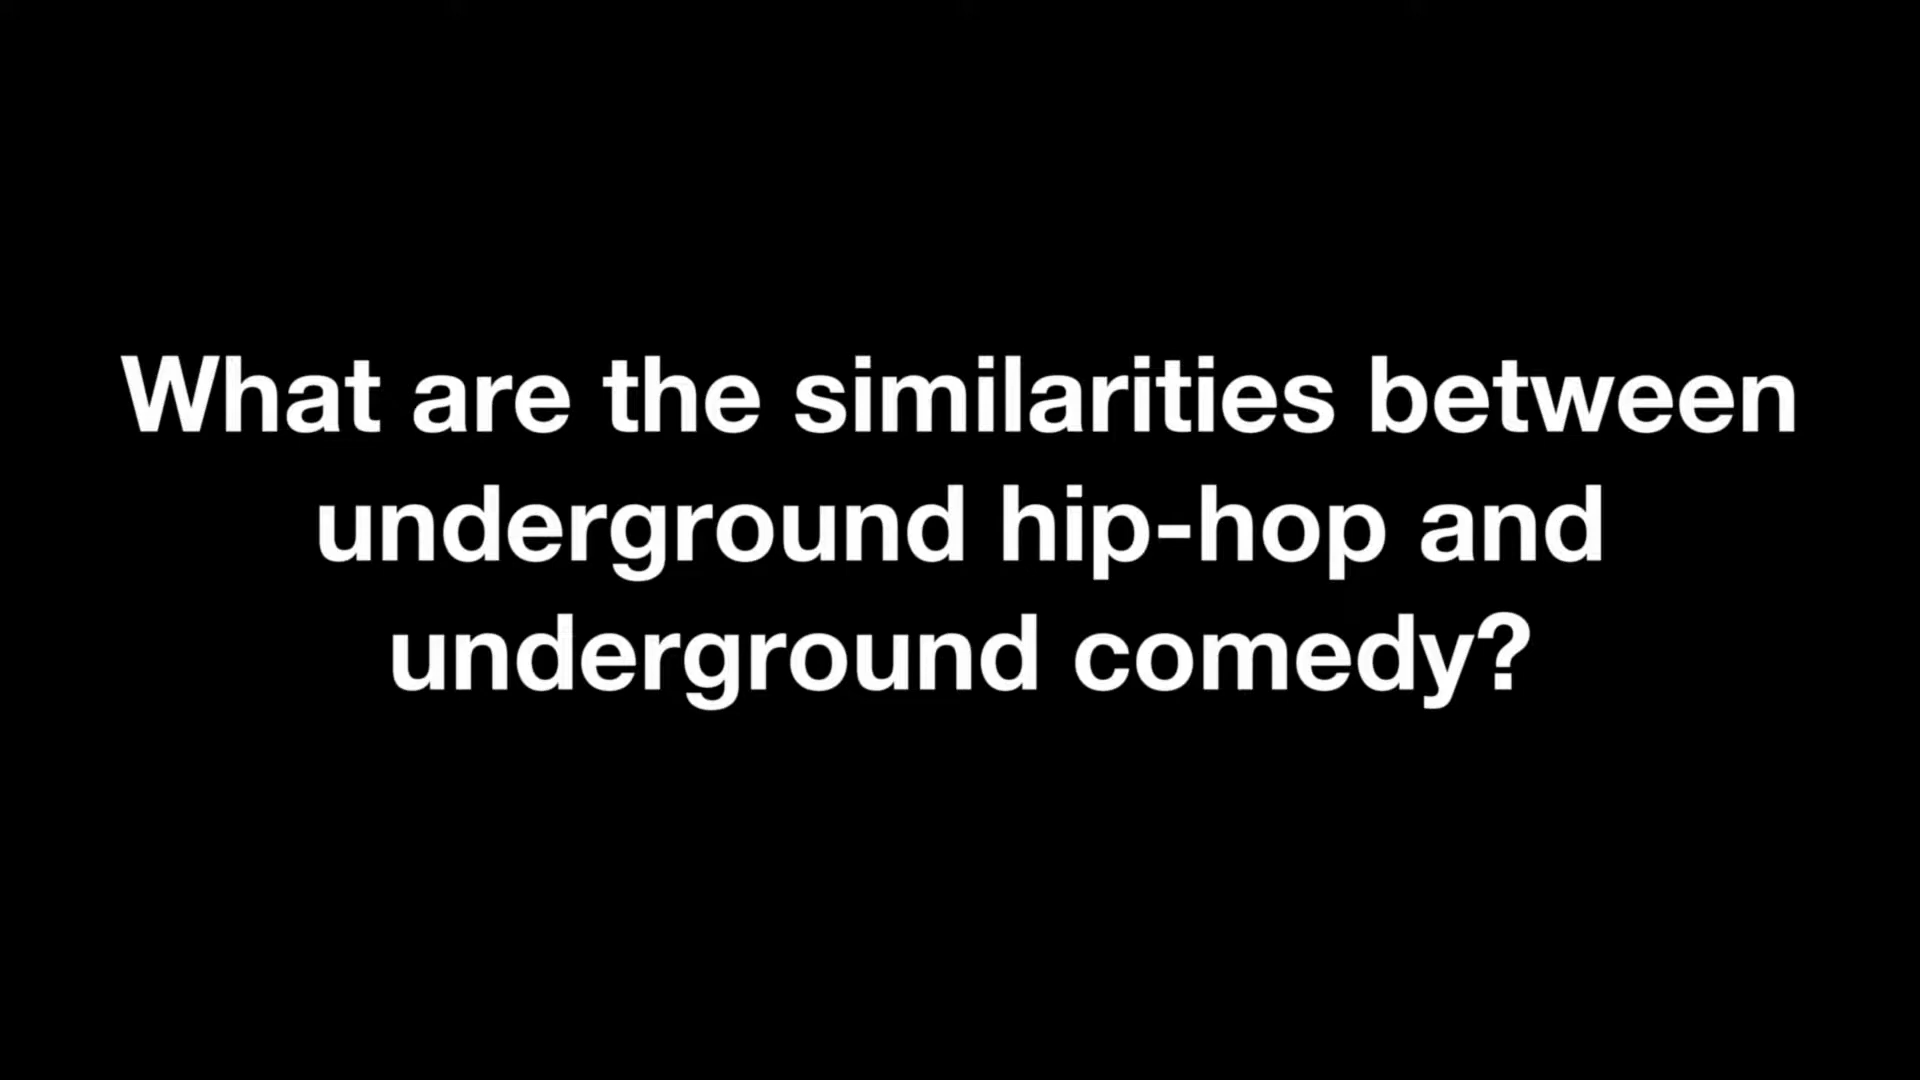 What are the similarities between
underground hip-hop and
underground comedy?